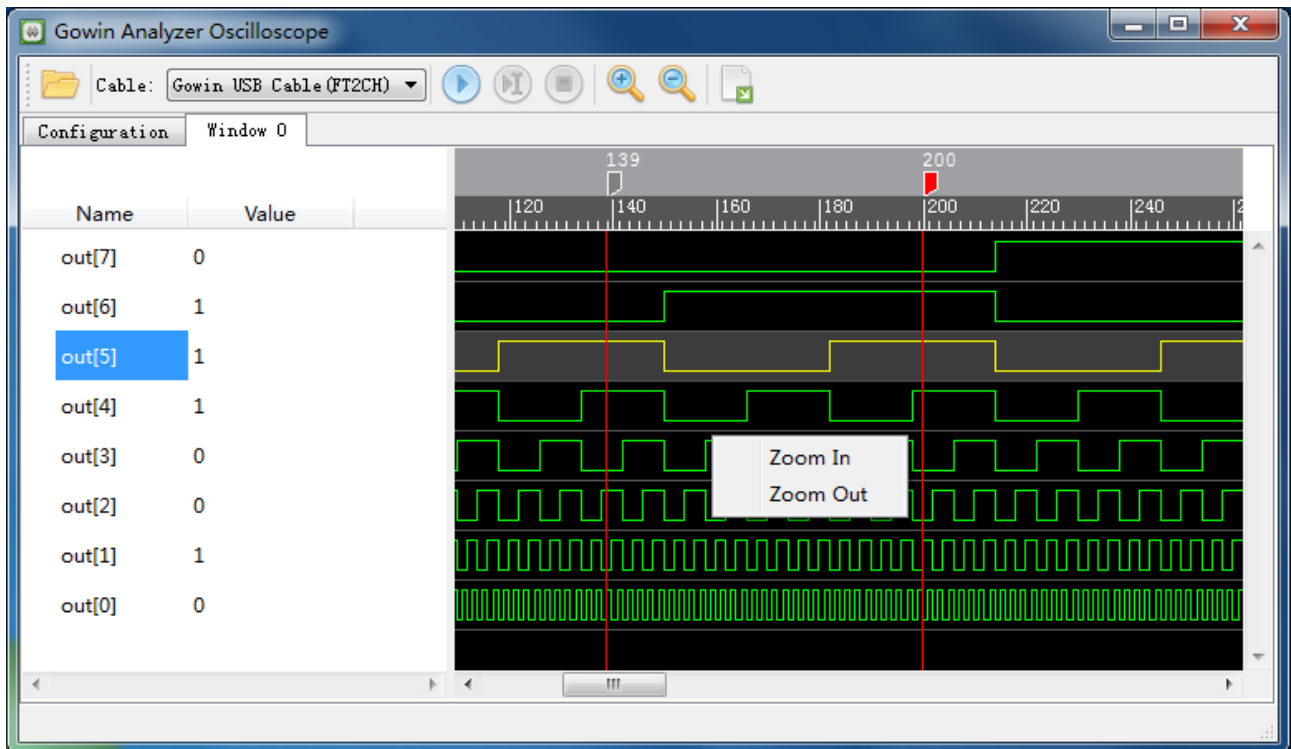 Gowin Analyzer Oscilloscope
Cable: Gowin USB Cable(FT2CH)
Configuration Window 0
139 200
Name Value
120 140 160 180 200 220 240 2
out[7] 0
out[6] 1
out[5] 1
out[4] 1
out[3] 0
Zoom In
out[2] 0
Zoom Out
out[1] 1
out[0] 0